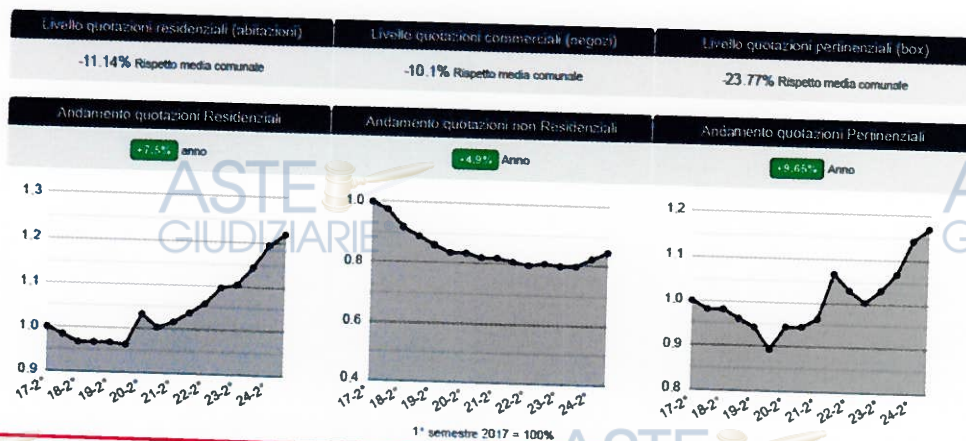 Livello quotazioni residenziali (abitazioni)
-11.14% Rispetto media comunale
Livello quotazioni commerciali (negozi)
-10.1% Rispetto media comunale
Livello quotazioni pertinenziali (box)
-23.77% Rispetto media comunale
Andamento quotazioni Residenziali
+7.5% anno
1.3
1.2
1.1
1.0
0.9
17-2° 18-2° 19-2° 20-2° 21-2° 22-2° 23-2° 24-2°
Andamento quotazioni non Residenziali
+4.9% Anno
1.0
0.8
0.6
0.4
17-2° 18-2° 19-2° 20-2° 21-2° 22-2° 23-2° 24-2°
1° semestre 2017 = 100%
Andamento quotazioni Pertinenziali
+9.65% Anno
1.2
1.1
1.0
0.9
0.8
17-2° 18-2° 19-2° 20-2° 21-2° 22-2° 23-2° 24-2°
ASTE
GIUDIZIARIE
A
G
ASTE